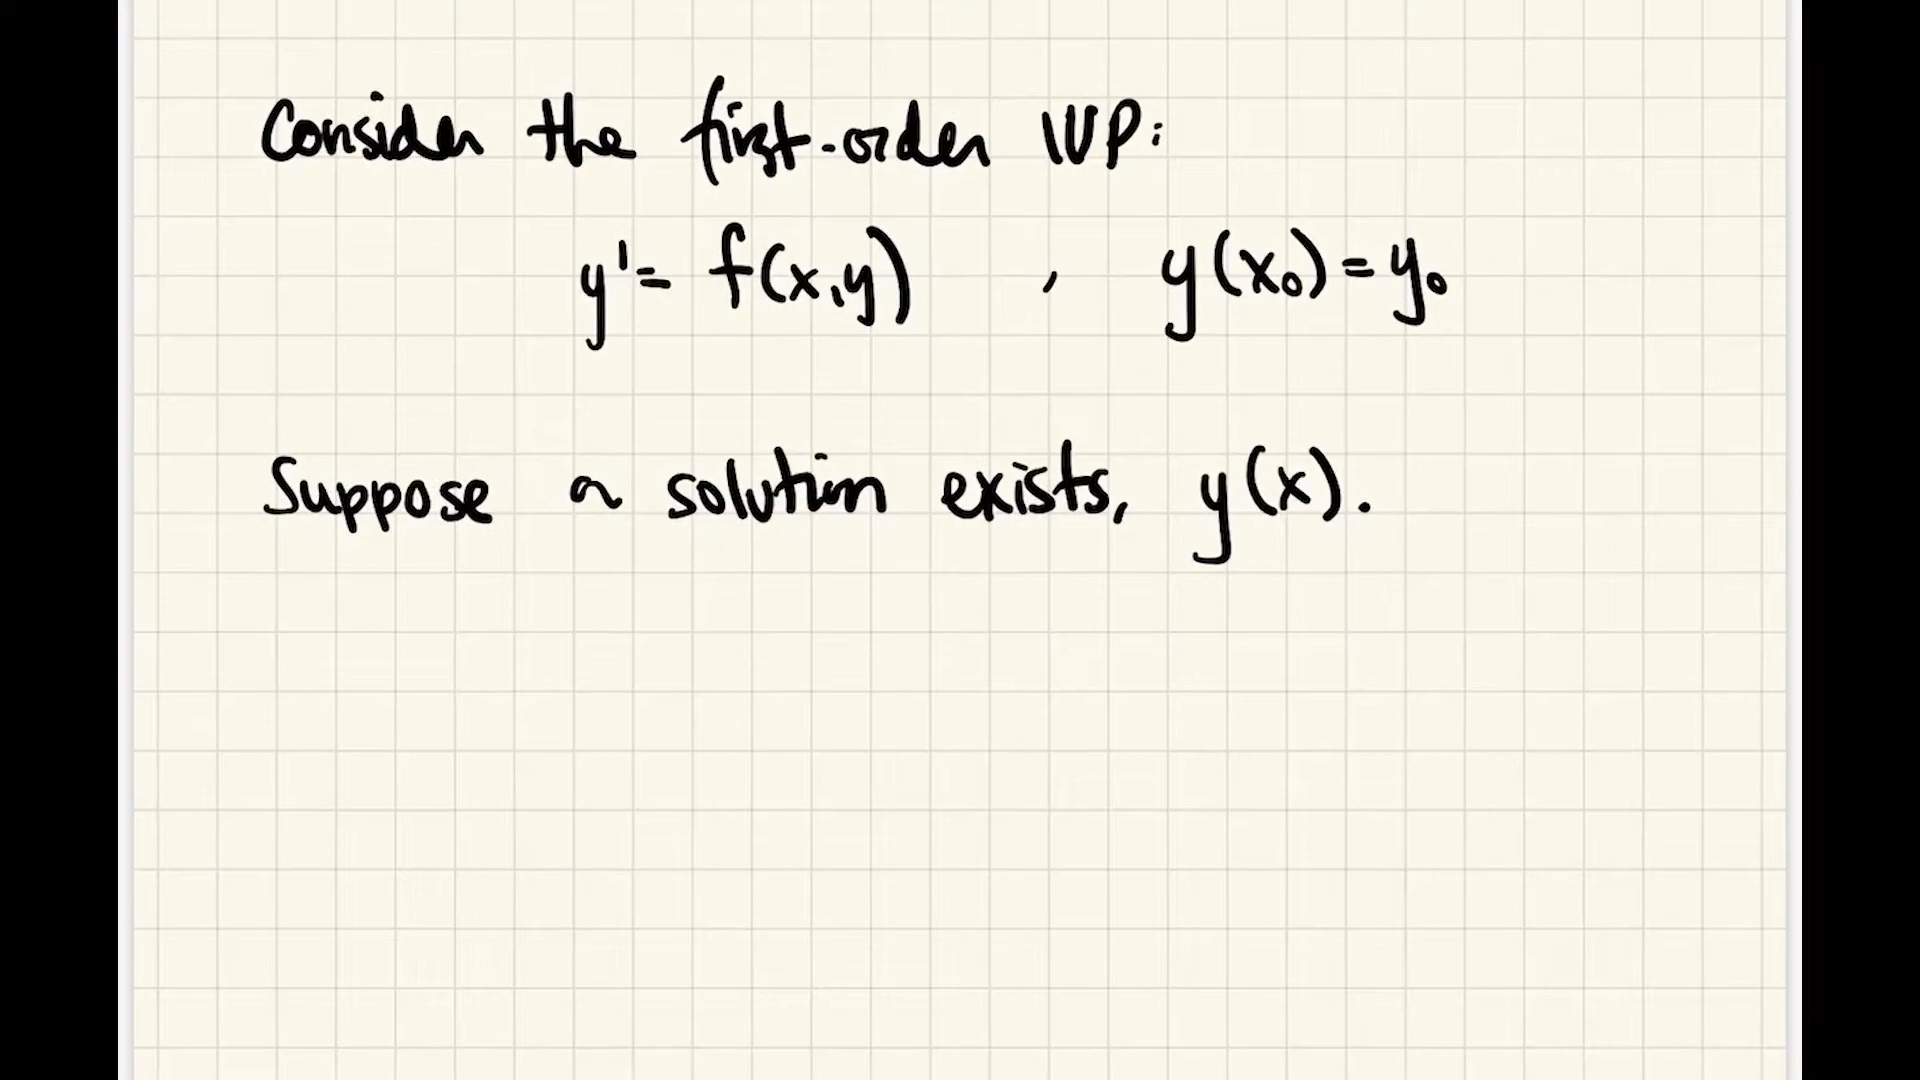 Consider the first-order IVP:
y' = f(x,y) , y(x₀) = y₀
Suppose a solution exists, y(x).